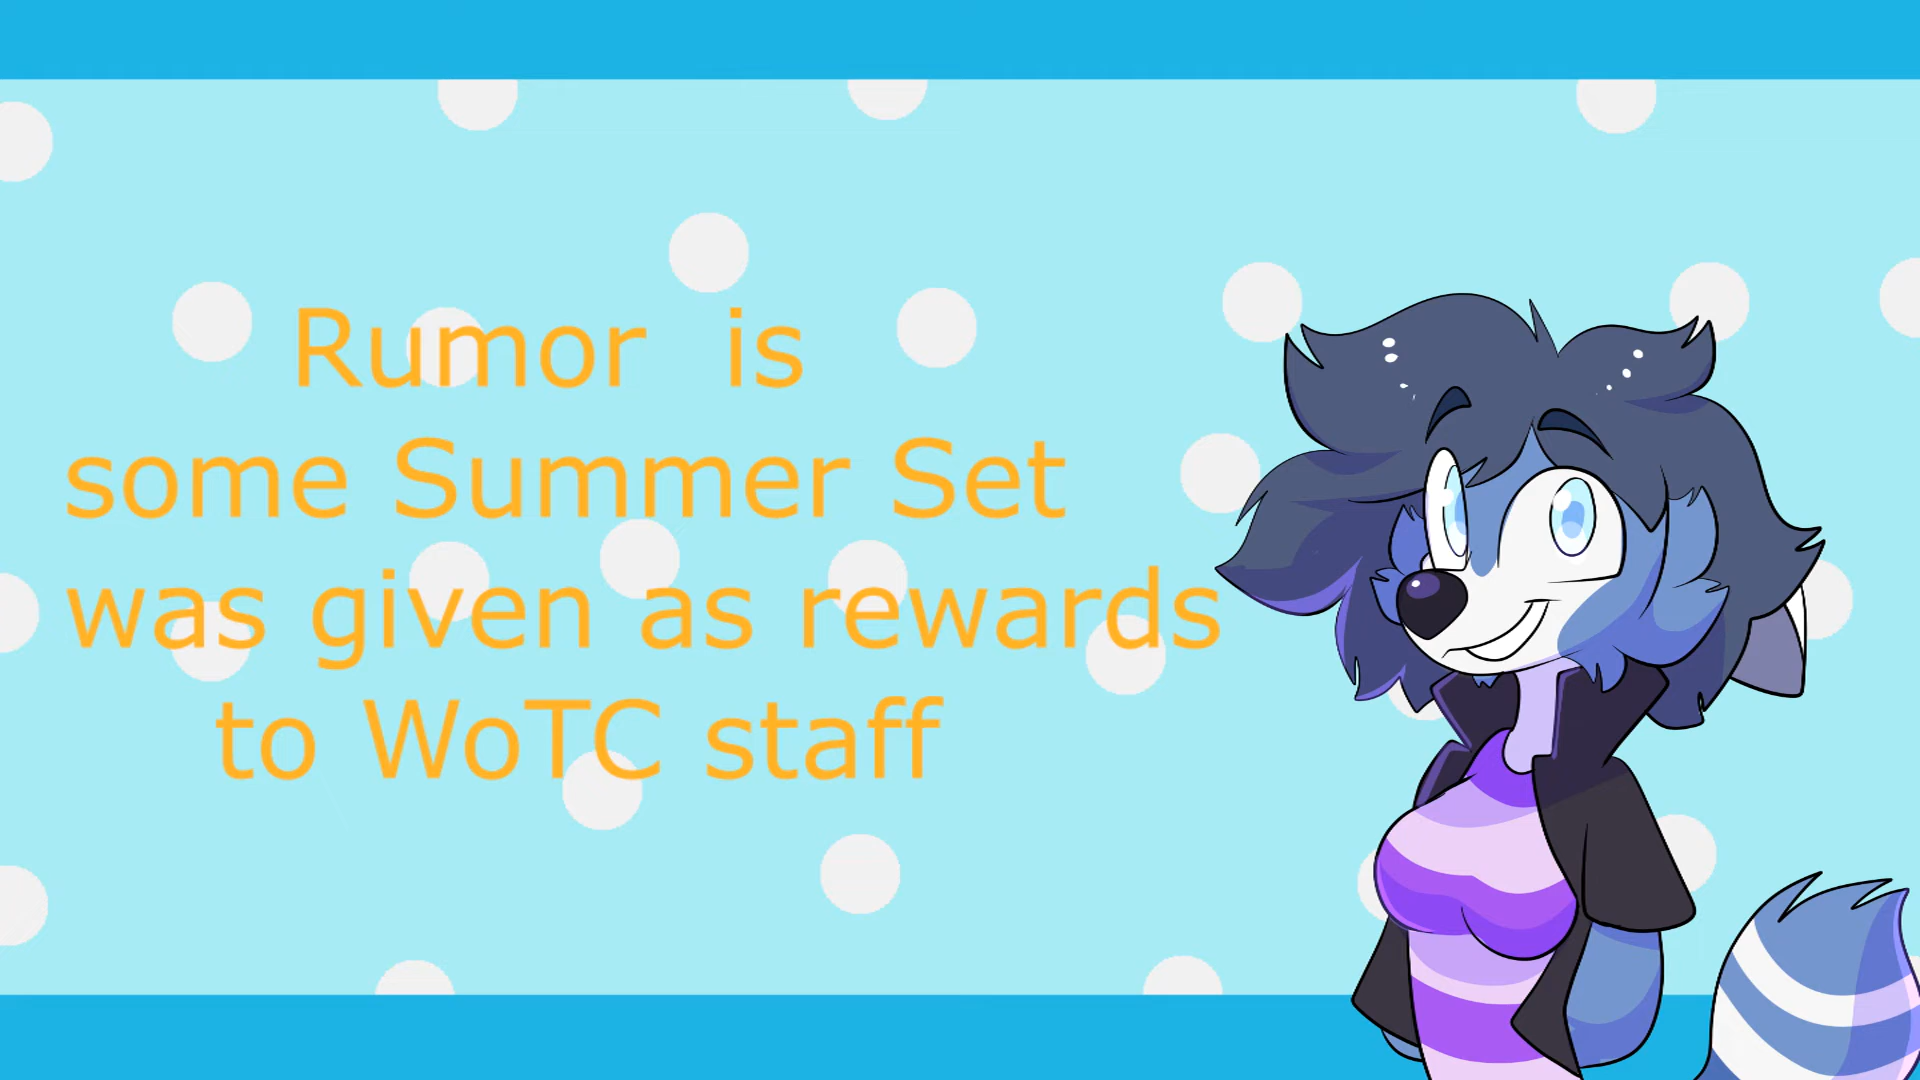 Rumor is
some Summer Set
was given as rewards
to WoTC staff